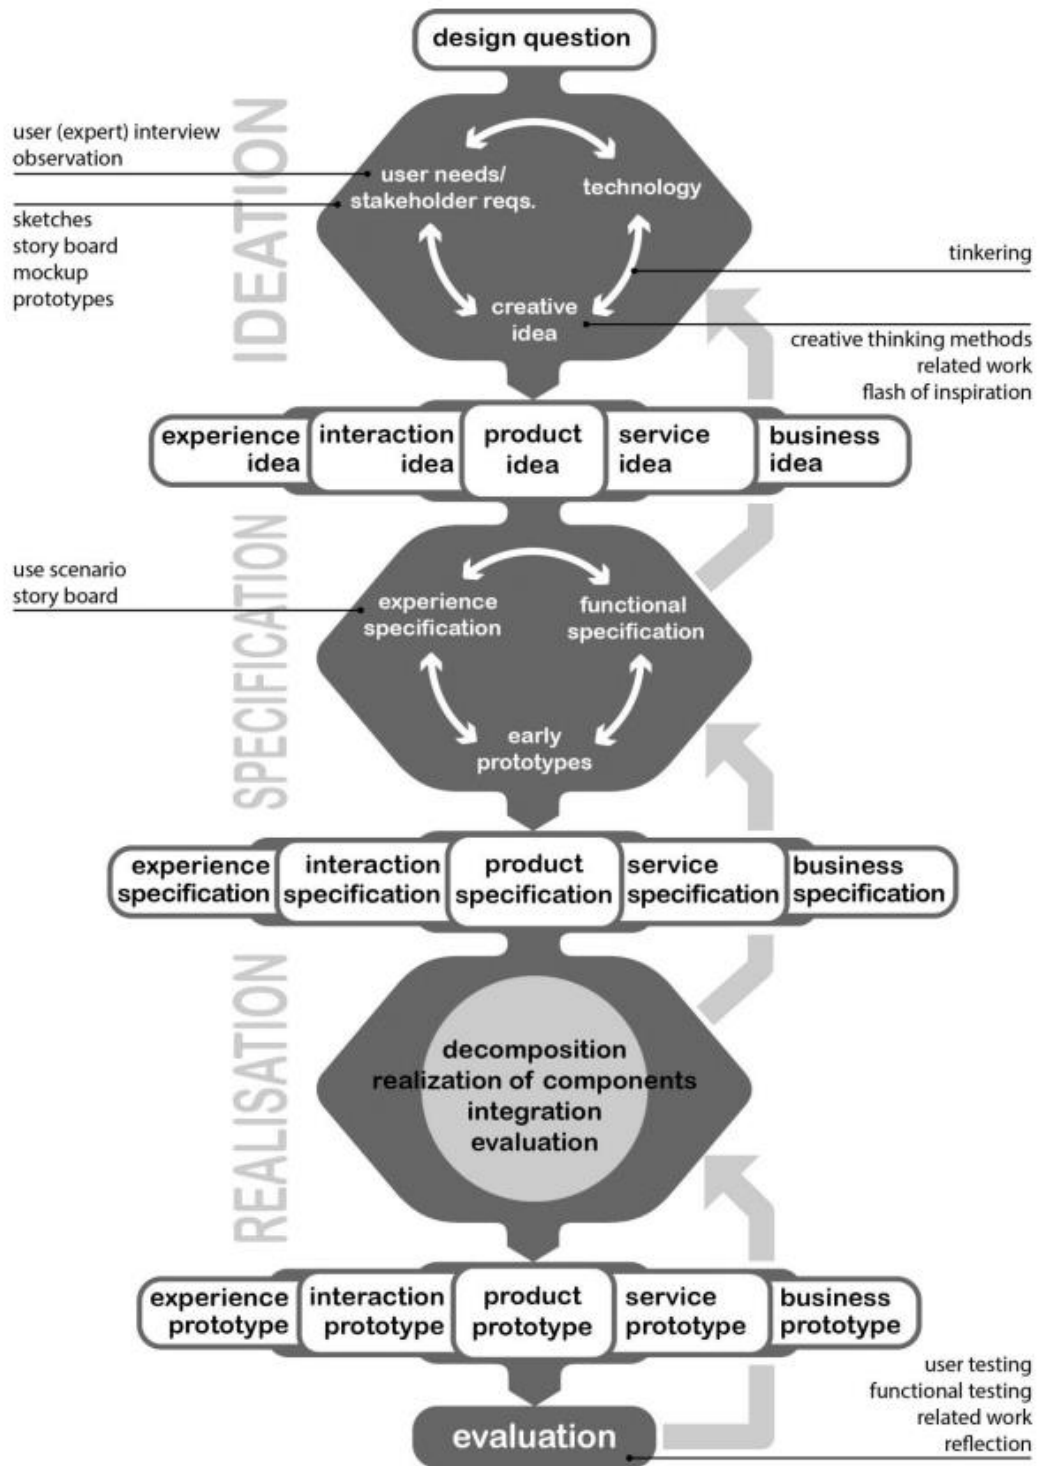 design question
IDEATION
user (expert) interview
observation
sketches
story board
mockup
prototypes
user needs/
stakeholder reqs.
technology
creative
idea
tinkering
creative thinking methods
related work
flash of inspiration
experience
idea
interaction
idea
product
idea
service
idea
business
idea
SPECIFICATION
use scenario
story board
experience
specification
functional
specification
early
prototypes
experience
specification
interaction
specification
product
specification
service
specification
business
specification
REALISATION
decomposition
realization of components
integration
evaluation
experience
prototype
interaction
prototype
product
prototype
service
prototype
business
prototype
evaluation
user testing
functional testing
related work
reflection